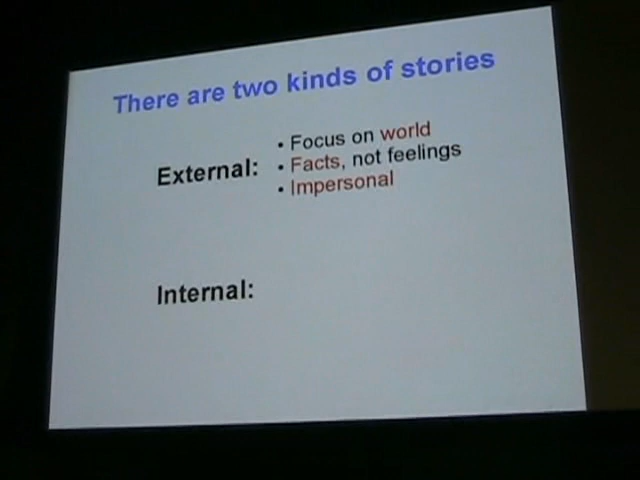 There are two kinds of stories
External:
• Focus on world
• Facts, not feelings
• Impersonal
Internal: